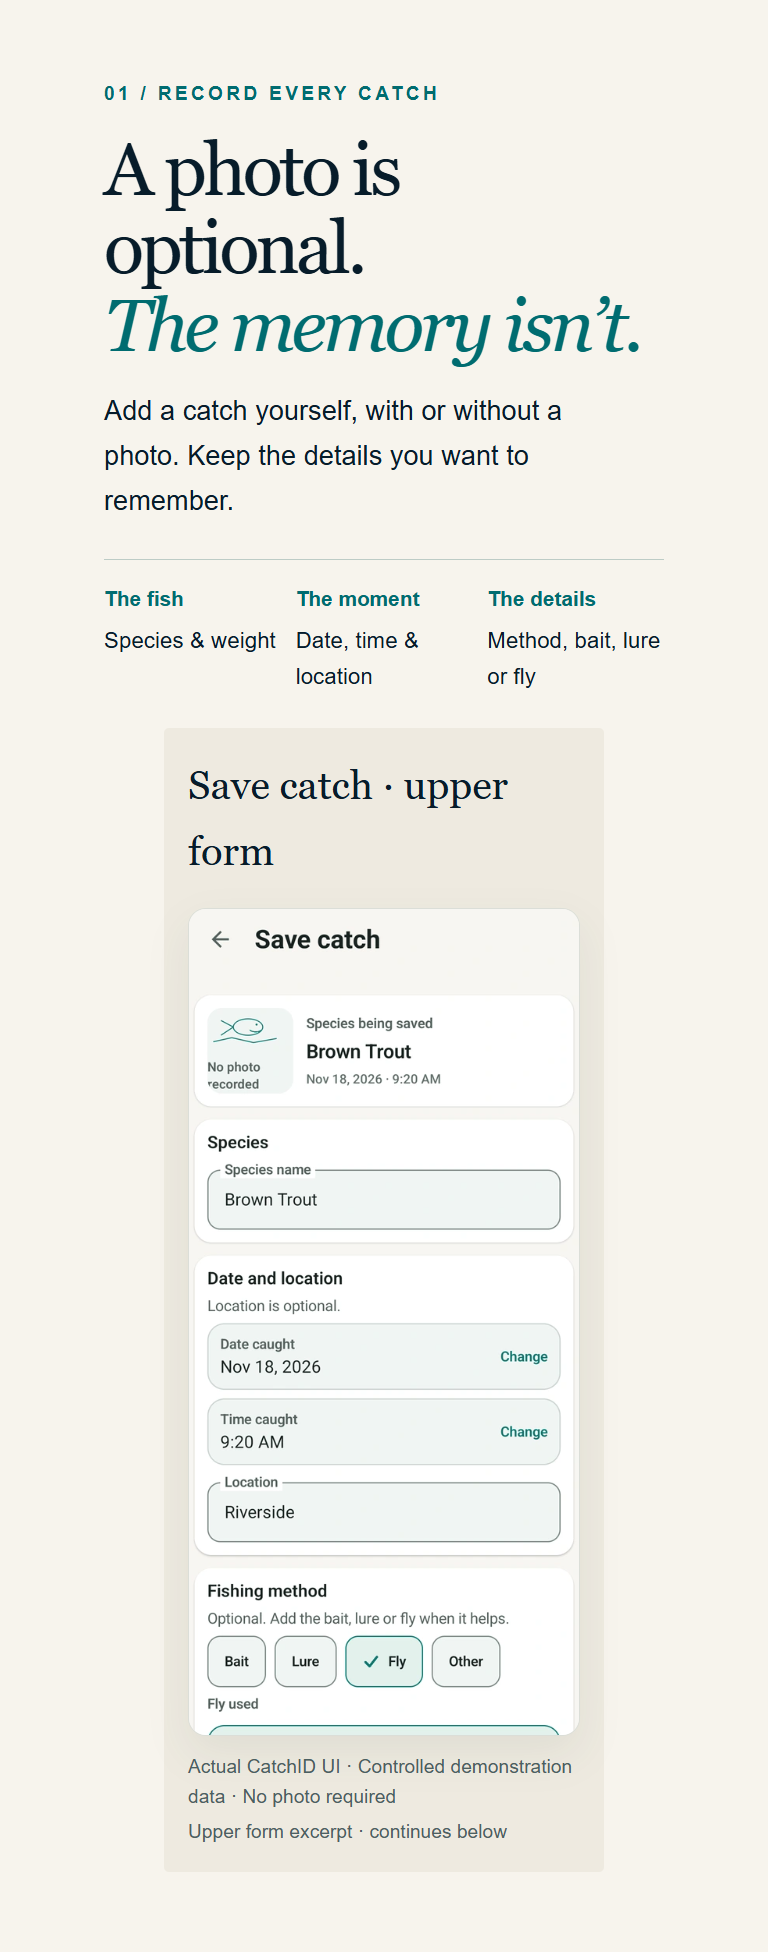 01 / RECORD EVERY CATCH
A photo is
optional.
The memory isn’t.
Add a catch yourself, with or without a
photo. Keep the details you want to
remember.
The fish
Species & weight
The moment
Date, time &
location
The details
Method, bait, lure
or fly
Save catch · upper
form
Save catch
No photo
recorded
Species being saved
Brown Trout
Nov 18, 2026 · 9:20 AM
Species
Species name
Brown Trout
Date and location
Location is optional.
Date caught
Nov 18, 2026
Change
Time caught
9:20 AM
Change
Location
Riverside
Fishing method
Optional. Add the bait, lure or fly when it helps.
Bait
Lure
Fly
Other
Fly used
Actual CatchID UI · Controlled demonstration
data · No photo required
Upper form excerpt · continues below